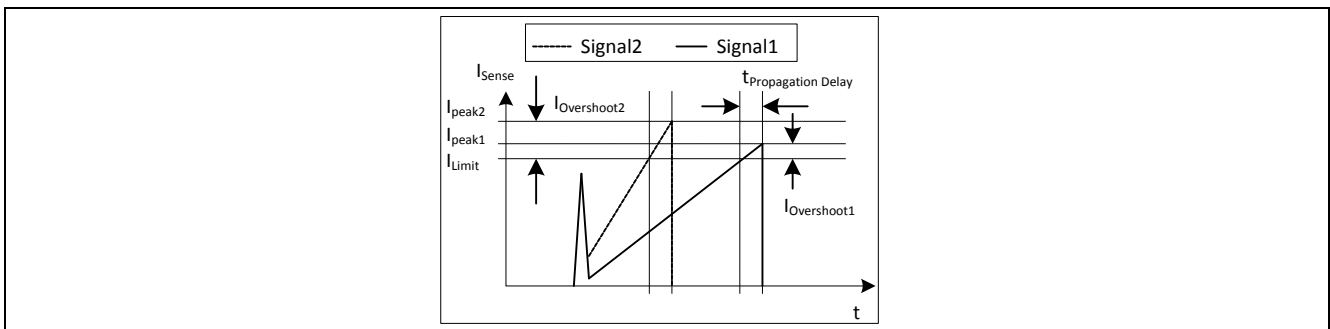 Signal2 Signal1
ISense
tPropagation Delay
Ipeak2
IOvershoot2
Ipeak1
ILimit
IOvershoot1
t